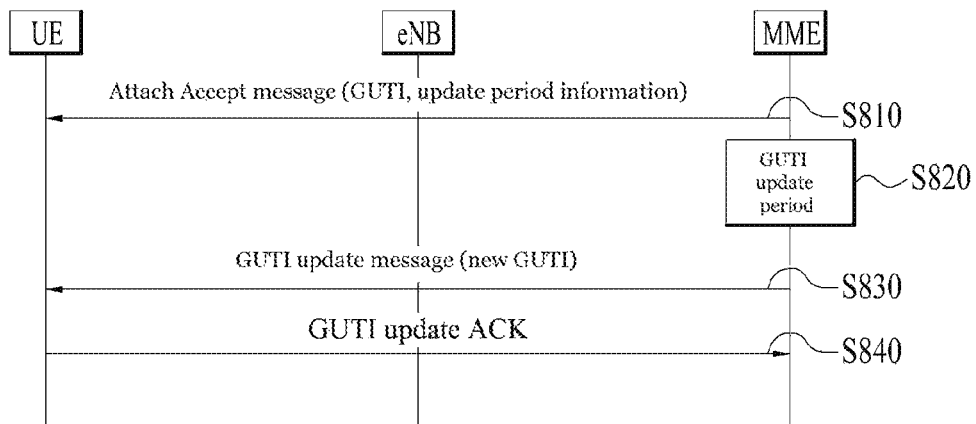 UE
eNB
MME
Attach Accept message (GUTI, update period information)
S810
GUTI
update
period
S820
GUTI update message (new GUTI)
S830
GUTI update ACK
S840